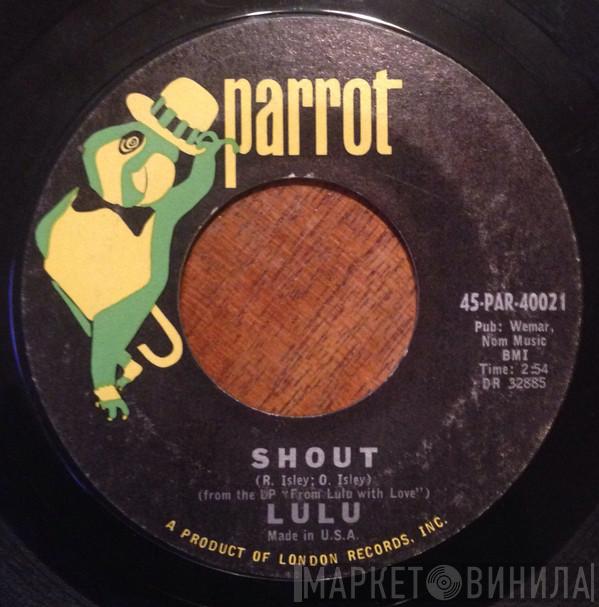 parrot
45-PAR-40021
Pub: Wemar,
Nom Music
BMI
Time: 2:54
DR 32885
SHOUT
(R. Isley; O. Isley)
(from the LP "From Lulu with Love")
LULU
Made in U.S.A.
A PRODUCT OF LONDON RECORDS, INC.
МАРКЕТ ВИНИЛА